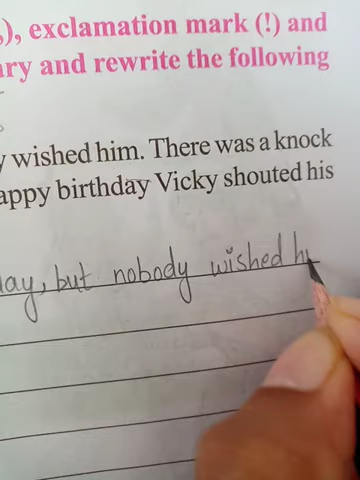 ,), exclamation mark (!) and
ary and rewrite the following
y wished him. There was a knock
appy birthday Vicky shouted his
ay, but nobody wished h